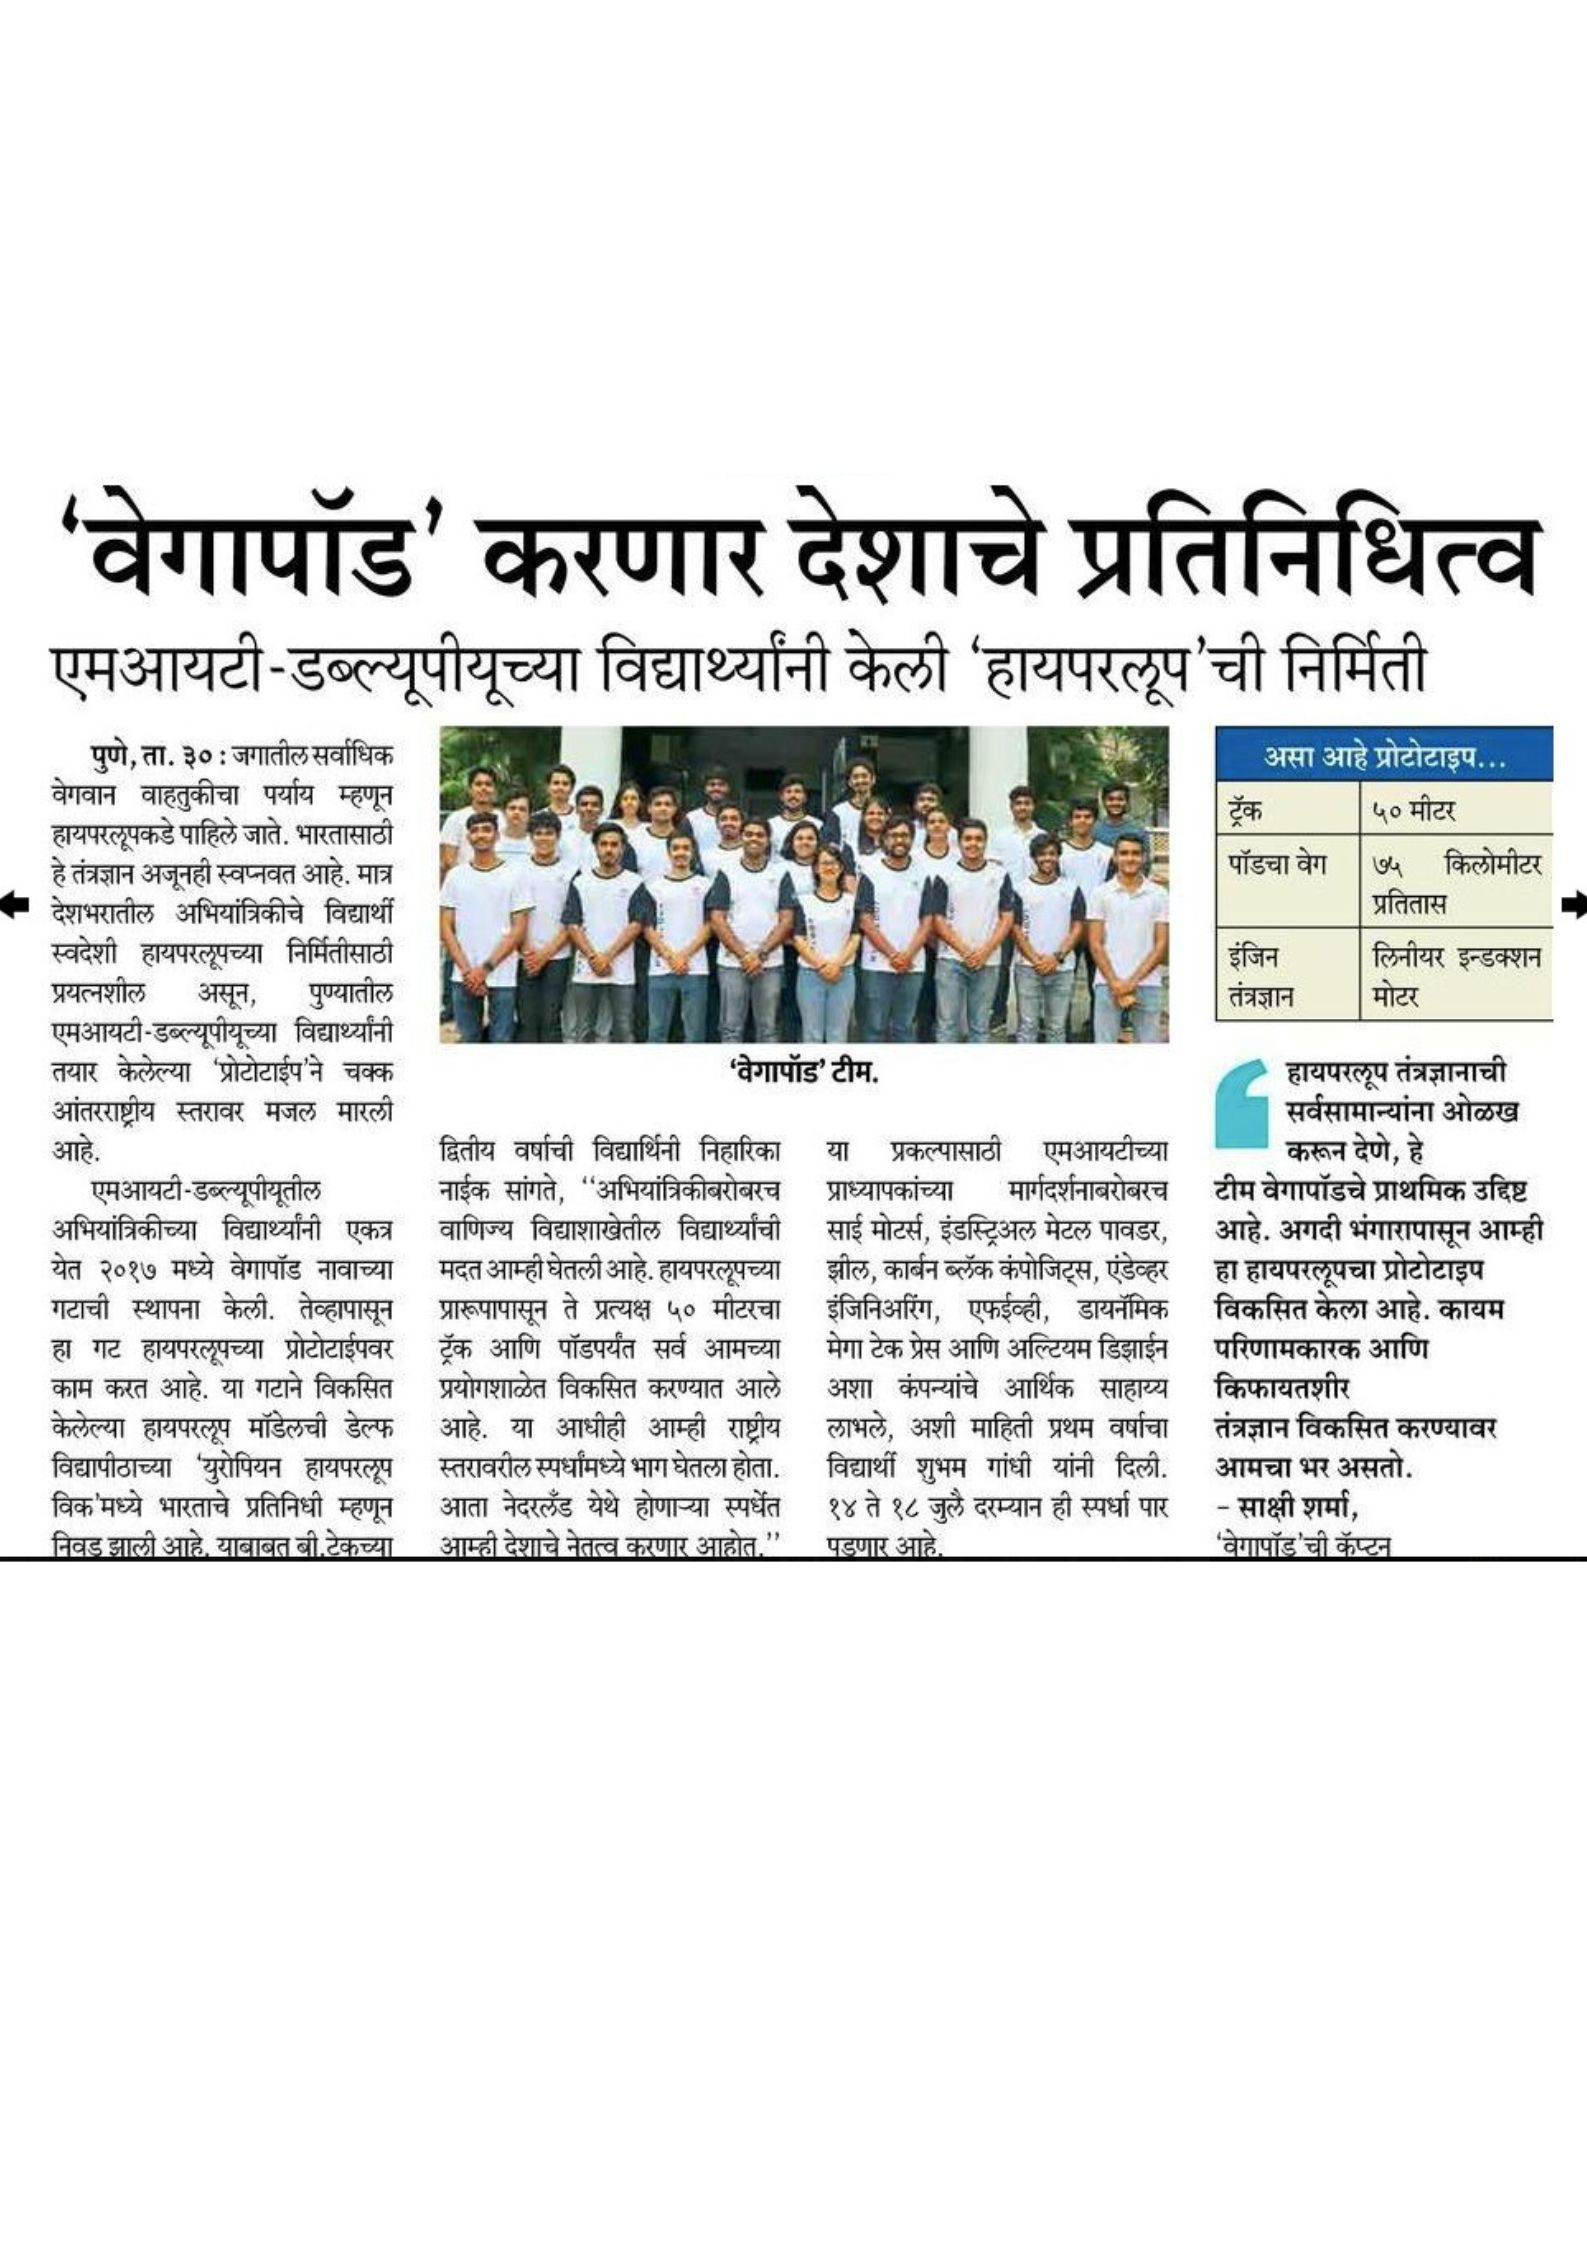 ‘वेगापॉड’ करणार देशाचे प्रतिनिधित्व
एमआयटी-डब्ल्यूपीयूच्या विद्यार्थ्यांनी केली ‘हायपरलूप’ची निर्मिती
पुणे, ता. ३० : जगातील सर्वाधिक
वेगवान वाहतुकीचा पर्याय म्हणून
हायपरलूपकडे पाहिले जाते. भारतासाठी
हे तंत्रज्ञान अजूनही स्वप्नवत आहे. मात्र
देशभरातील अभियांत्रिकीचे विद्यार्थी
स्वदेशी हायपरलूपच्या निर्मितीसाठी
प्रयत्नशील असून, पुण्यातील
एमआयटी-डब्ल्यूपीयूच्या विद्यार्थ्यांनी
तयार केलेल्या ‘प्रोटोटाईप’ने चक्क
आंतरराष्ट्रीय स्तरावर मजल मारली
आहे.
एमआयटी-डब्ल्यूपीयूतील
अभियांत्रिकीच्या विद्यार्थ्यांनी एकत्र
येत २०१७ मध्ये वेगापॉड नावाच्या
गटाची स्थापना केली. तेव्हापासून
हा गट हायपरलूपच्या प्रोटोटाईपवर
काम करत आहे. या गटाने विकसित
केलेल्या हायपरलूप मॉडेलची डेल्फ
विद्यापीठाच्या ‘युरोपियन हायपरलूप
विक’मध्ये भारताचे प्रतिनिधी म्हणून
निवड झाली आहे. याबाबत बी.टेकच्या
‘वेगापॉड’ टीम.
द्वितीय वर्षाची विद्यार्थिनी निहारिका
नाईक सांगते, ‘‘अभियांत्रिकीबरोबरच
वाणिज्य विद्याशाखेतील विद्यार्थ्यांची
मदत आम्ही घेतली आहे. हायपरलूपच्या
प्रारूपापासून ते प्रत्यक्ष ५० मीटरचा
ट्रॅक आणि पॉडपर्यंत सर्व आमच्या
प्रयोगशाळेत विकसित करण्यात आले
आहे. या आधीही आम्ही राष्ट्रीय
स्तरावरील स्पर्धांमध्ये भाग घेतला होता.
आता नेदरलँड येथे होणाऱ्या स्पर्धेत
आम्ही देशाचे नेतृत्व करणार आहोत.’’
या प्रकल्पासाठी एमआयटीच्या
प्राध्यापकांच्या मार्गदर्शनाबरोबरच
साई मोटर्स, इंडस्ट्रिअल मेटल पावडर,
झील, कार्बन ब्लॅक कंपोजिट्स, एंडेव्हर
इंजिनिअरिंग, एफईव्ही, डायनॅमिक
मेगा टेक प्रेस आणि अल्टियम डिझाईन
अशा कंपन्यांचे आर्थिक साहाय्य
लाभले, अशी माहिती प्रथम वर्षाचा
विद्यार्थी शुभम गांधी यांनी दिली.
१४ ते १८ जुलै दरम्यान ही स्पर्धा पार
पडणार आहे.
असा आहे प्रोटोटाइप...
ट्रॅक ५० मीटर
पॉडचा वेग ७५ किलोमीटर
प्रतितास
इंजिन लिनीयर इन्डक्शन
तंत्रज्ञान मोटर
हायपरलूप तंत्रज्ञानाची
सर्वसामान्यांना ओळख
करून देणे, हे
टीम वेगापॉडचे प्राथमिक उद्दिष्ट
आहे. अगदी भंगारापासून आम्ही
हा हायपरलूपचा प्रोटोटाइप
विकसित केला आहे. कायम
परिणामकारक आणि
किफायतशीर
तंत्रज्ञान विकसित करण्यावर
आमचा भर असतो.
– साक्षी शर्मा,
‘वेगापॉड’ची कॅप्टन